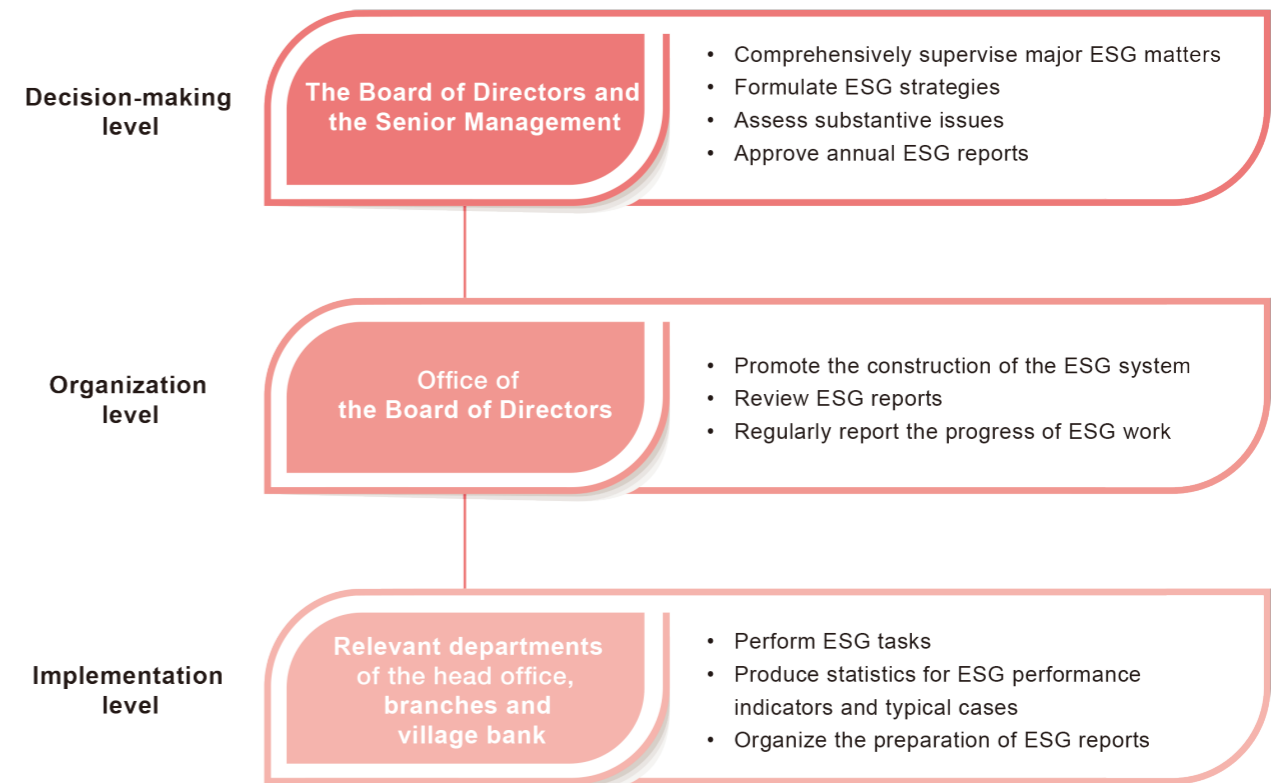 Decision-making
level
The Board of Directors and
the Senior Management
• Comprehensively supervise major ESG matters
• Formulate ESG strategies
• Assess substantive issues
• Approve annual ESG reports
Organization
level
Office of
the Board of Directors
• Promote the construction of the ESG system
• Review ESG reports
• Regularly report the progress of ESG work
Implementation
level
Relevant departments
of the head office,
branches and
village bank
• Perform ESG tasks
• Produce statistics for ESG performance
indicators and typical cases
• Organize the preparation of ESG reports